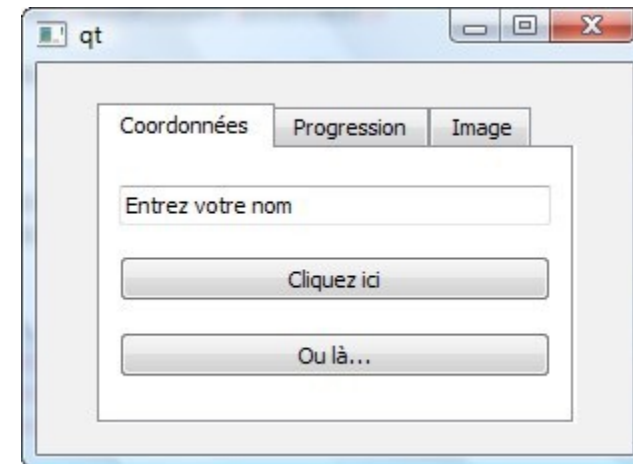 qt
Coordonnées Progression Image
Entrez votre nom
Cliquez ici
Ou là...